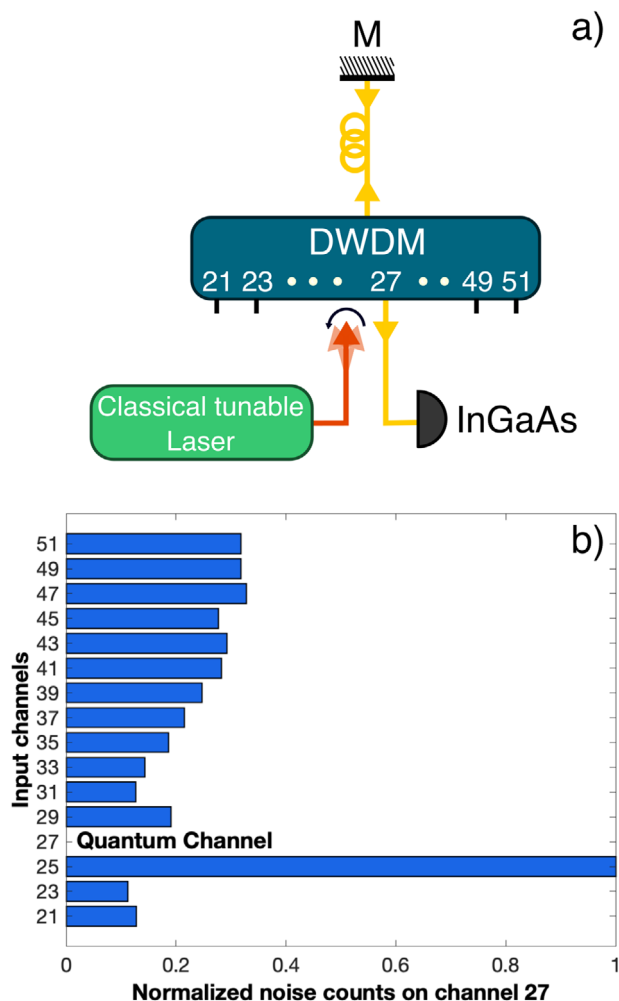 a)
M
DWDM
21 23 • • • 27 • • 49 51
Classical tunable
Laser
InGaAs
b)
Input channels
51
49
47
45
43
41
39
37
35
33
31
29
27 Quantum Channel
25
23
21
0 0.2 0.4 0.6 0.8 1
Normalized noise counts on channel 27